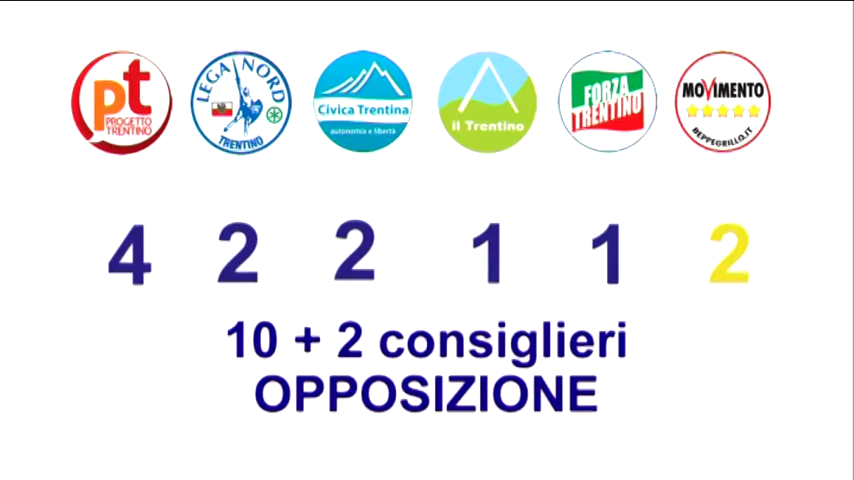 pt
PROGETTO
TRENTINO
LEGA NORD
TRENTINO
Civica Trentina
autonomia e libertà
il Trentino
FORZA
TRENTINO
MOVIMENTO
BEPPEGRILLO.IT
4 2 2 1 1 2
10 + 2 consiglieri
OPPOSIZIONE